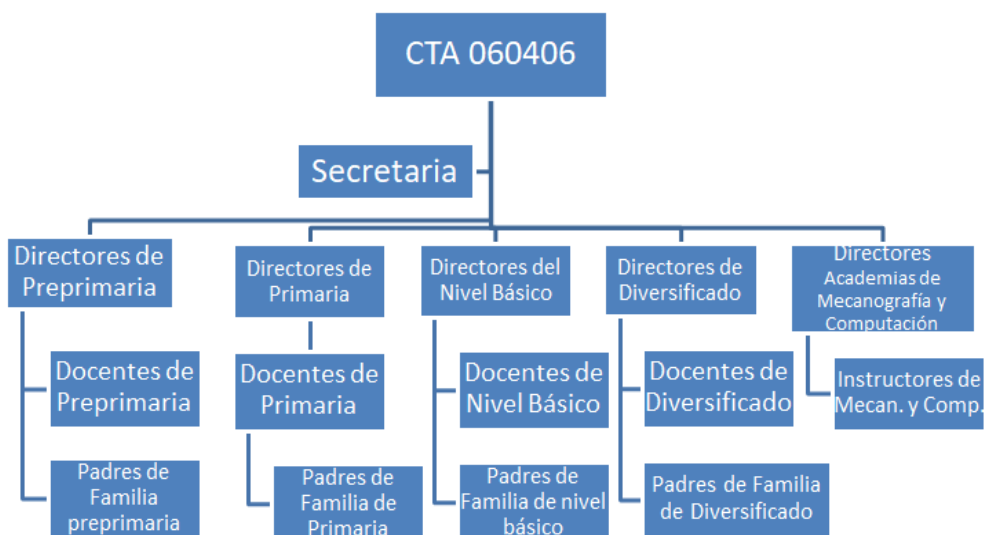 CTA 060406
Secretaria
Directores de
Preprimaria
Directores de
Primaria
Directores del
Nivel Básico
Directores de
Diversificado
Directores
Academias de
Mecanografía y
Computación
Docentes de
Preprimaria
Docentes de
Primaria
Docentes de
Nivel Básico
Docentes de
Diversificado
Instructores de
Mecan. y Comp.
Padres de
Familia
preprimaria
Padres de
Familia de
Primaria
Padres de
Familia de nivel
básico
Padres de Familia
de Diversificado